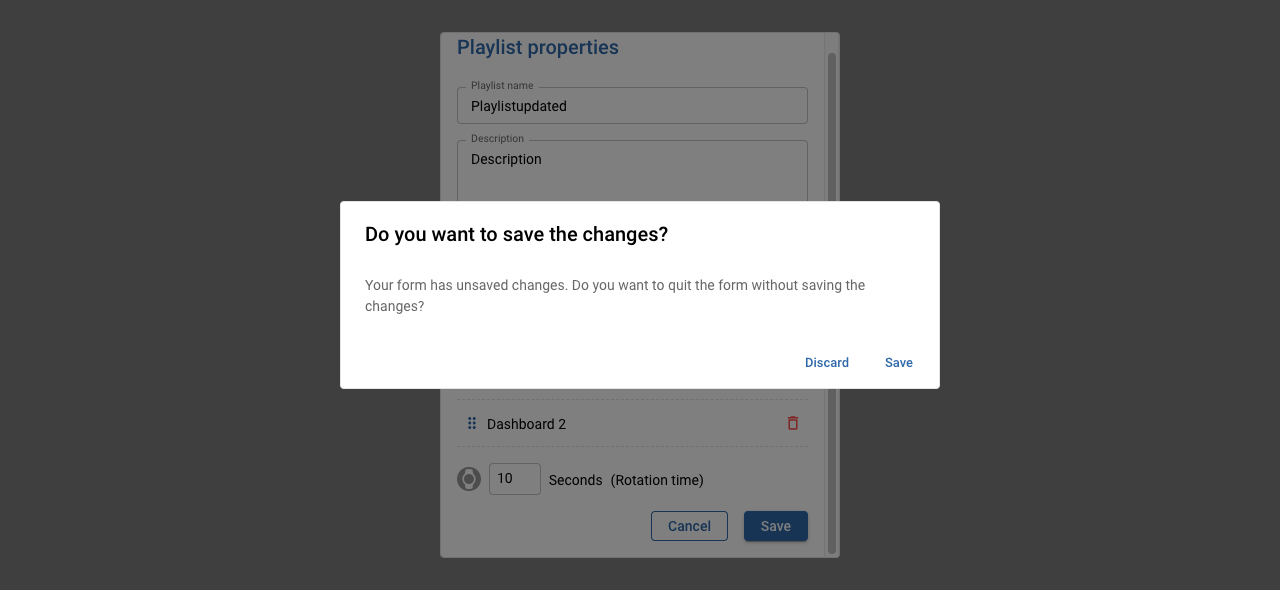 Playlist properties
Playlist name
Playlistupdated
Description
Description
Do you want to save the changes?
Your form has unsaved changes. Do you want to quit the form without saving the
changes?
Discard Save
Dashboard 2
10 Seconds (Rotation time)
Cancel Save